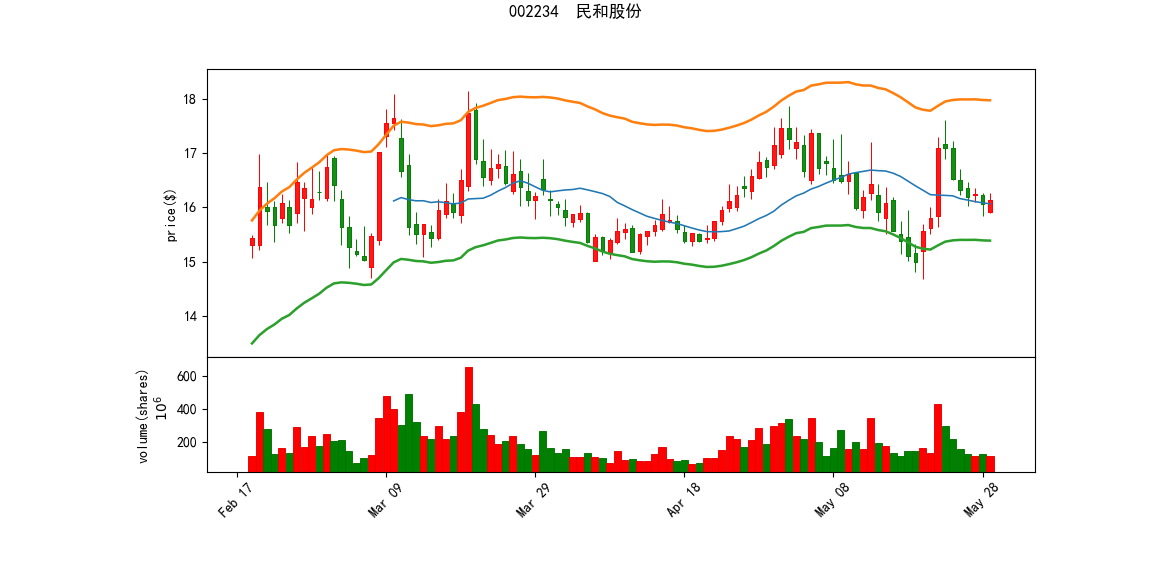 002234 民和股份
price($)
18
17
16
15
14
volume(shares)
10^6
600
400
200
Feb 17
Mar 09
Mar 29
Apr 18
May 08
May 28